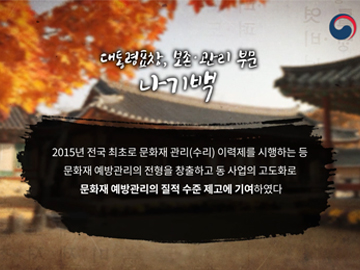 대통령표창, 보존·관리 부문
나기백
2015년 전국 최초로 문화재 관리(수리) 이력제를 시행하는 등
문화재 예방관리의 전형을 창출하고 동 사업의 고도화로
문화재 예방관리의 질적 수준 제고에 기여하였다